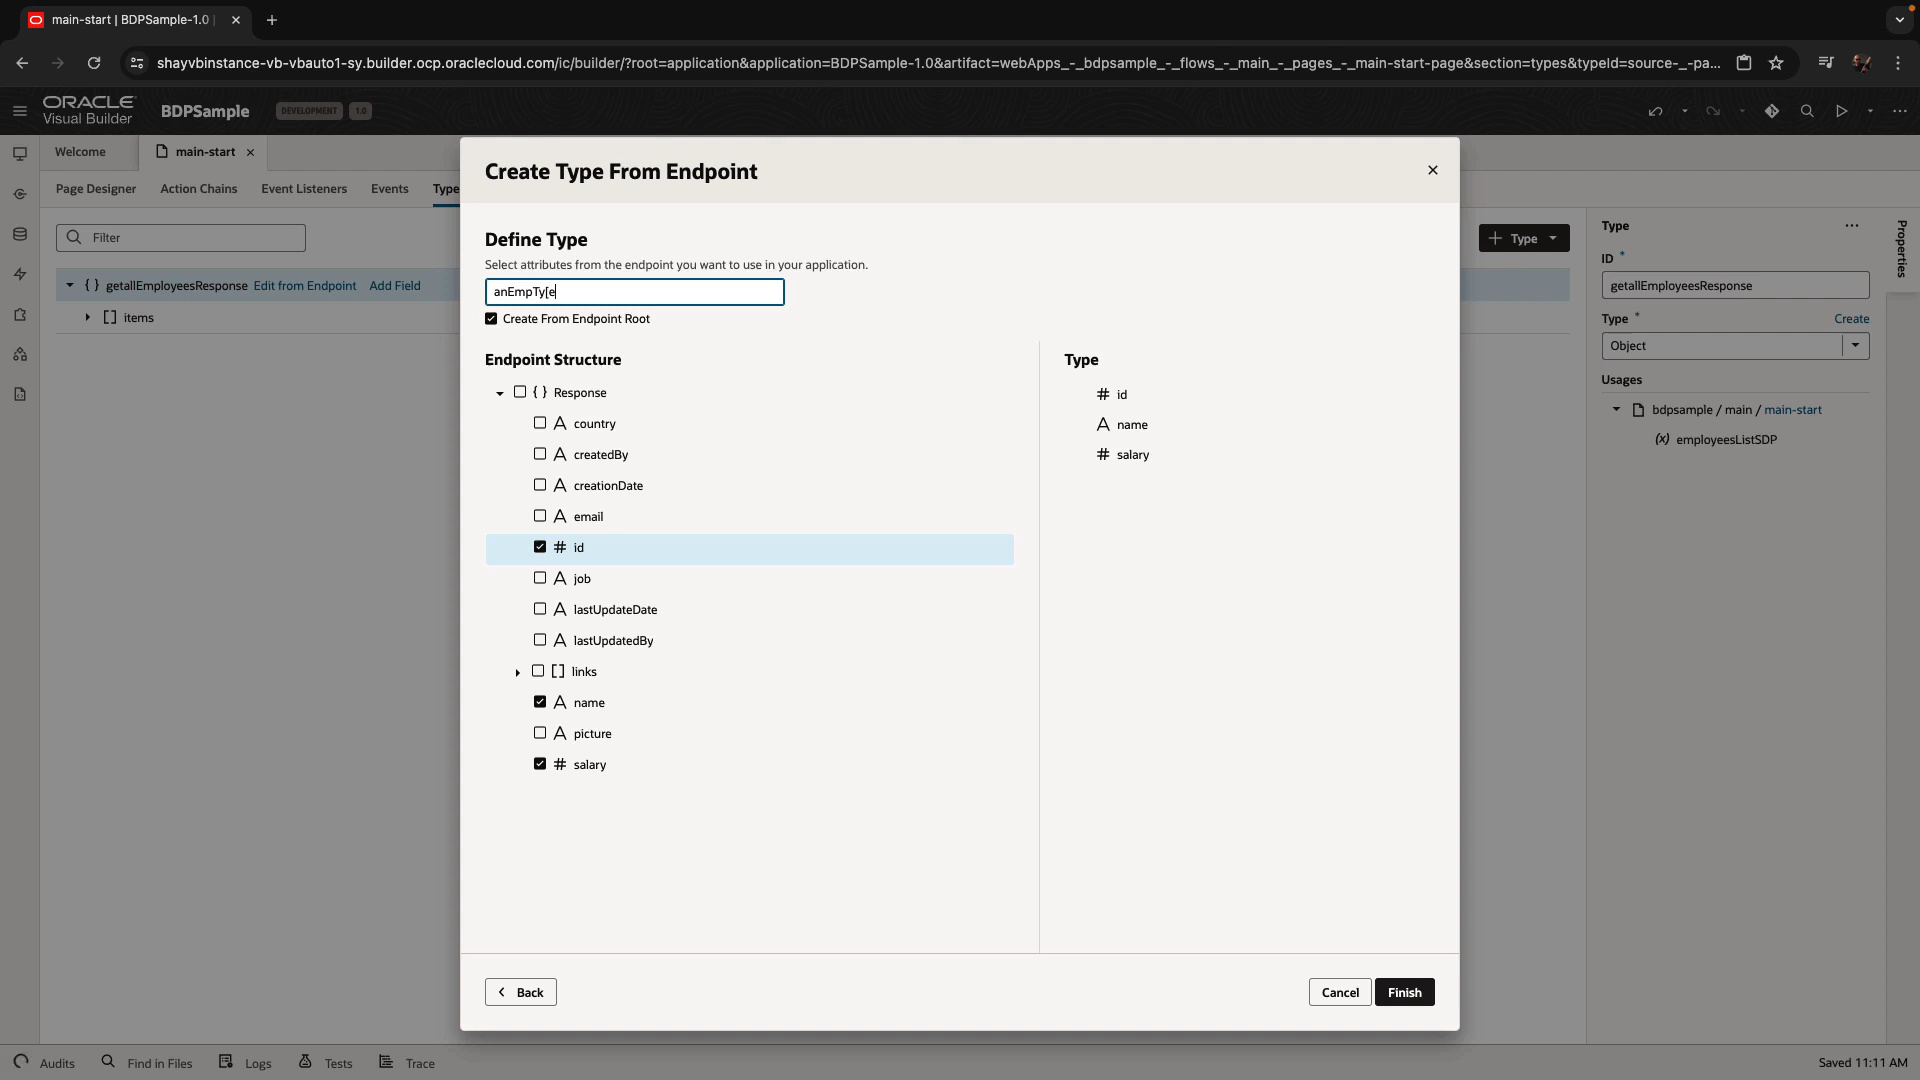 main-start | BDPSample-1.0 |
shayvbinstance-vb-vbauto1-sy.builder.ocp.oraclecloud.com/ic/builder/?root=application&application=BDPSample-1.0&artifact=webApps_-_bdpsample_-_flows_-_main_-_pages_-_main-start-page&section=types&typeId=source-_-pa...
ORACLE
Visual Builder
BDPSample
DEVELOPMENT
1.0
Welcome
main-start
Page Designer
Action Chains
Event Listeners
Events
Type
Filter
getallEmployeesResponse
Edit from Endpoint
Add Field
[ ] items
Create Type From Endpoint
Define Type
Select attributes from the endpoint you want to use in your application.
anEmpTy[e
Create From Endpoint Root
Endpoint Structure
{ } Response
A country
A createdBy
A creationDate
A email
# id
A job
A lastUpdateDate
A lastUpdatedBy
[ ] links
A name
A picture
# salary
Type
# id
A name
# salary
Back
Cancel
Finish
+ Type
Type
ID *
getallEmployeesResponse
Type *
Create
Object
Usages
bdpsample / main / main-start
(x) employeesListSDP
Properties
Audits
Find in Files
Logs
Tests
Trace
Saved 11:11 AM